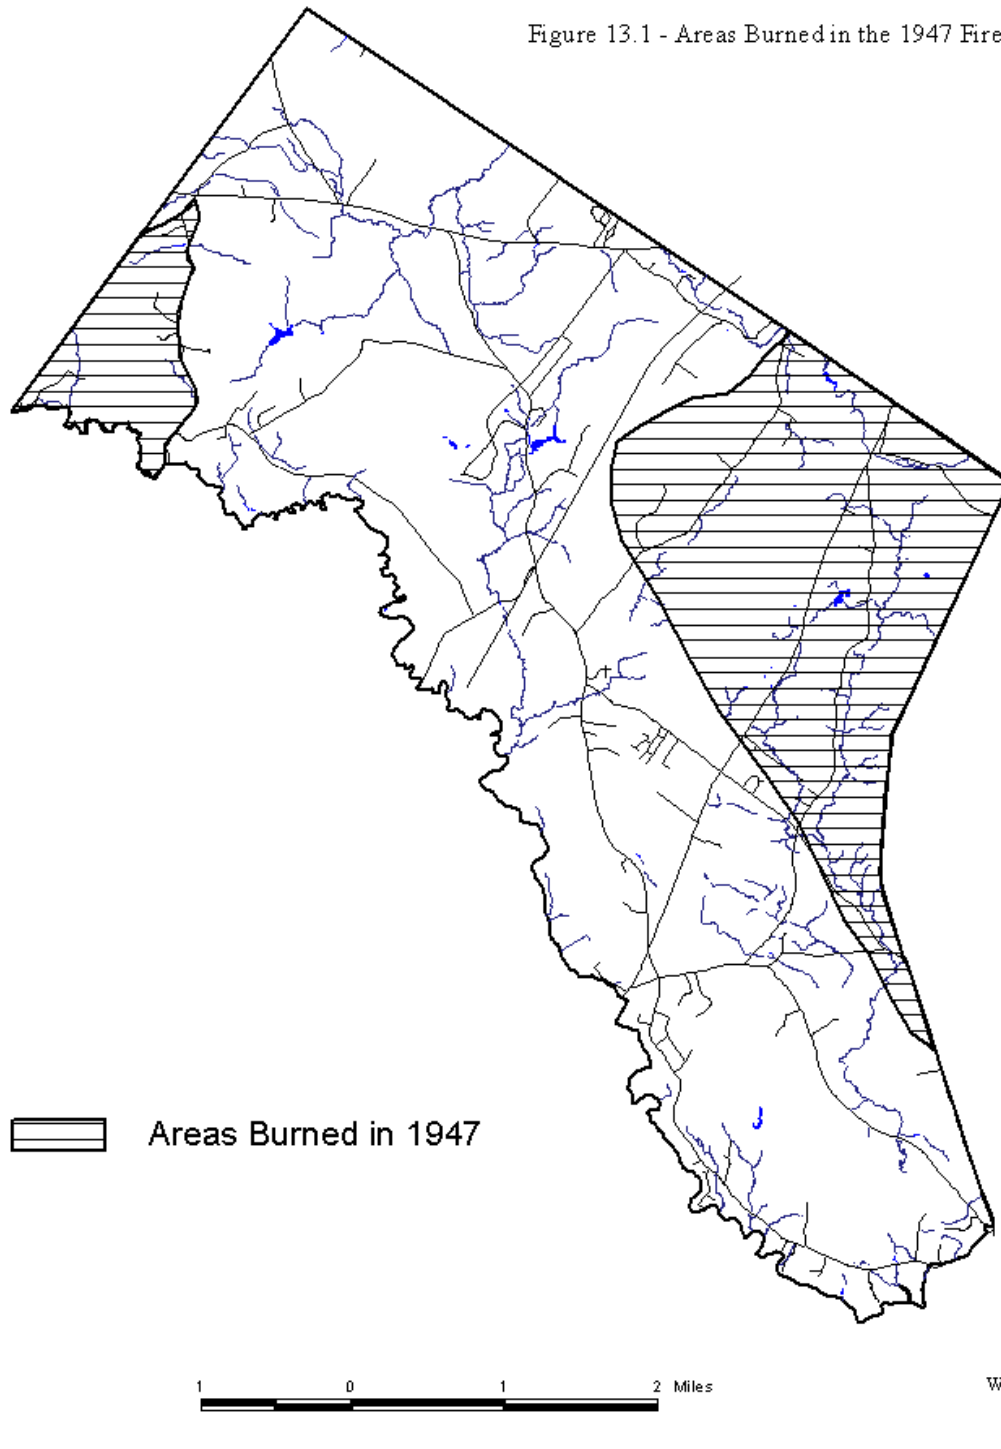 Figure 13.1 - Areas Burned in the 1947 Fire
Areas Burned in 1947
1 0 1 2 Miles
W